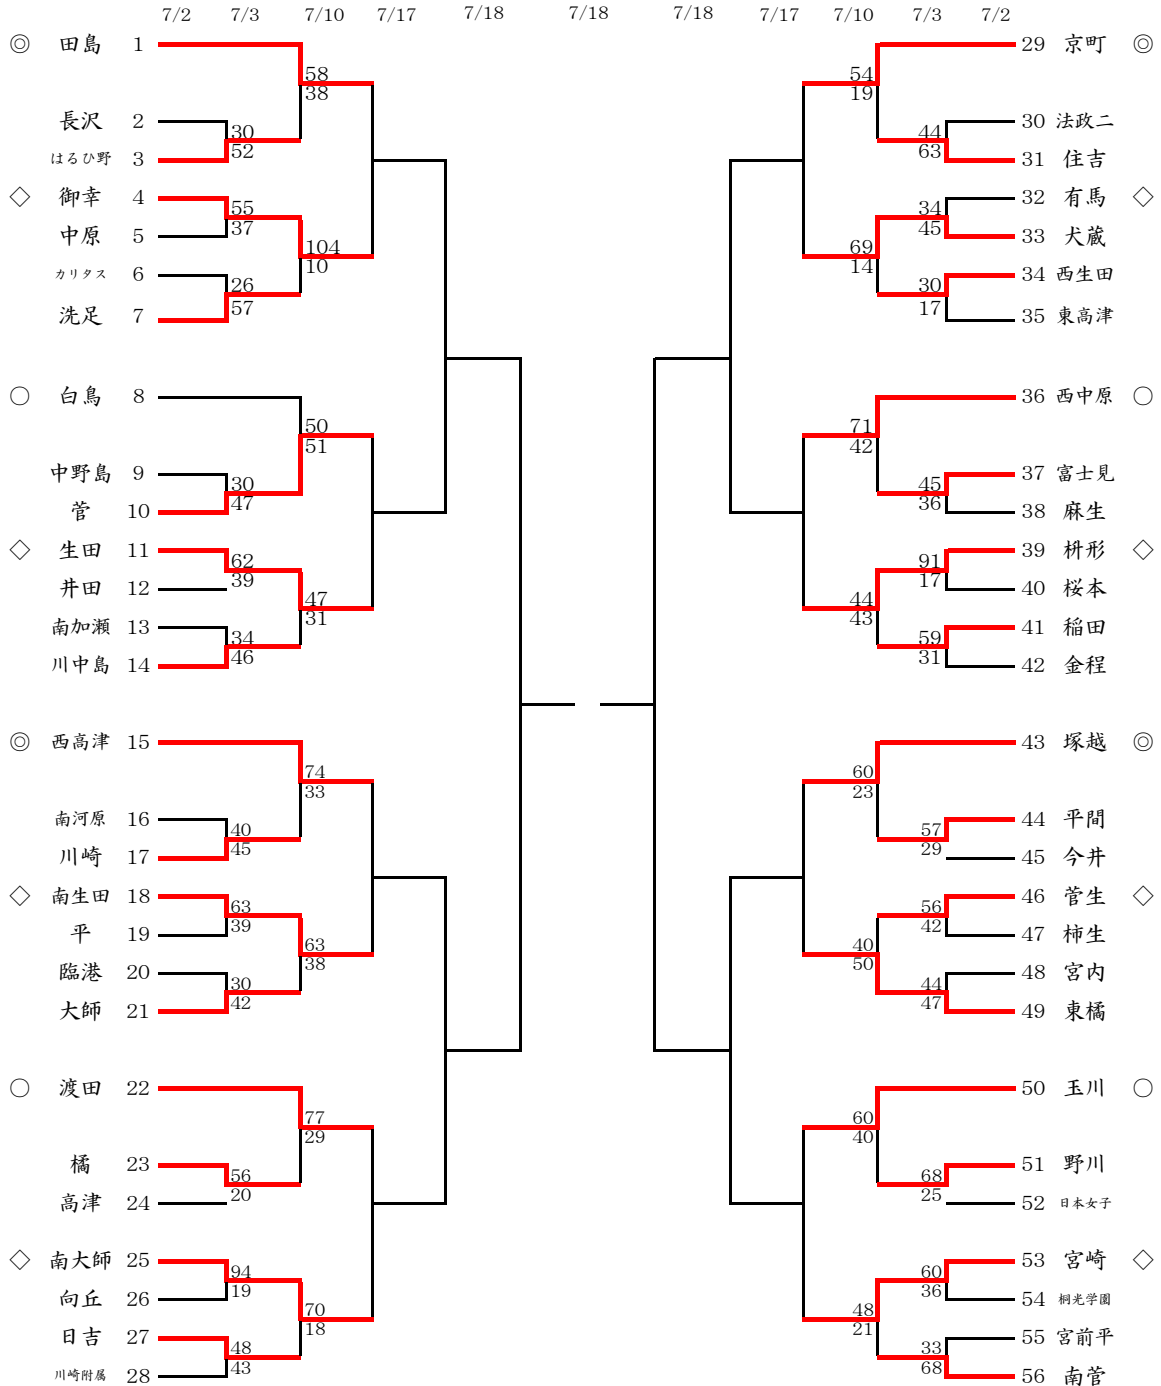 7/2 7/3 7/10 7/17 7/18 7/18 7/18 7/17 7/10 7/3 7/2
◎ 田島 1
58
38
長沢 2
30
52
はるひ野 3
◇ 御幸 4
55
37
中原 5
104
10
カリタス 6
26
57
洗足 7
○ 白鳥 8
50
51
中野島 9
30
47
菅 10
◇ 生田 11
62
39
井田 12
47
31
南加瀬 13
34
46
川中島 14
◎ 西高津 15
74
33
南河原 16
40
45
川崎 17
◇ 南生田 18
63
39
平 19
63
38
臨港 20
30
42
大師 21
○ 渡田 22
77
29
橘 23
56
20
高津 24
◇ 南大師 25
94
19
向丘 26
70
18
日吉 27
48
43
川崎附属 28
29 京町 ◎
54
19
30 法政二
44
63
31 住吉
32 有馬 ◇
34
45
33 犬蔵
69
14
34 西生田
30
17
35 東高津
36 西中原 ○
71
42
37 富士見
45
36
38 麻生
39 枡形 ◇
91
17
40 桜本
44
43
41 稲田
59
31
42 金程
43 塚越 ◎
60
23
44 平間
57
29
45 今井
46 菅生 ◇
56
42
47 柿生
40
50
48 宮内
44
47
49 東橘
50 玉川 ○
60
40
51 野川
68
25
52 日本女子
53 宮崎 ◇
60
36
54 桐光学園
48
21
55 宮前平
33
68
56 南菅